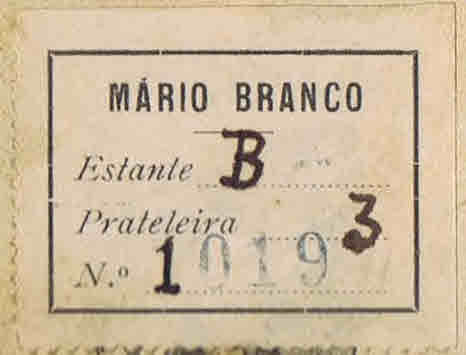 MÁRIO BRANCO
Estante B
Prateleira 3
N.º 1019